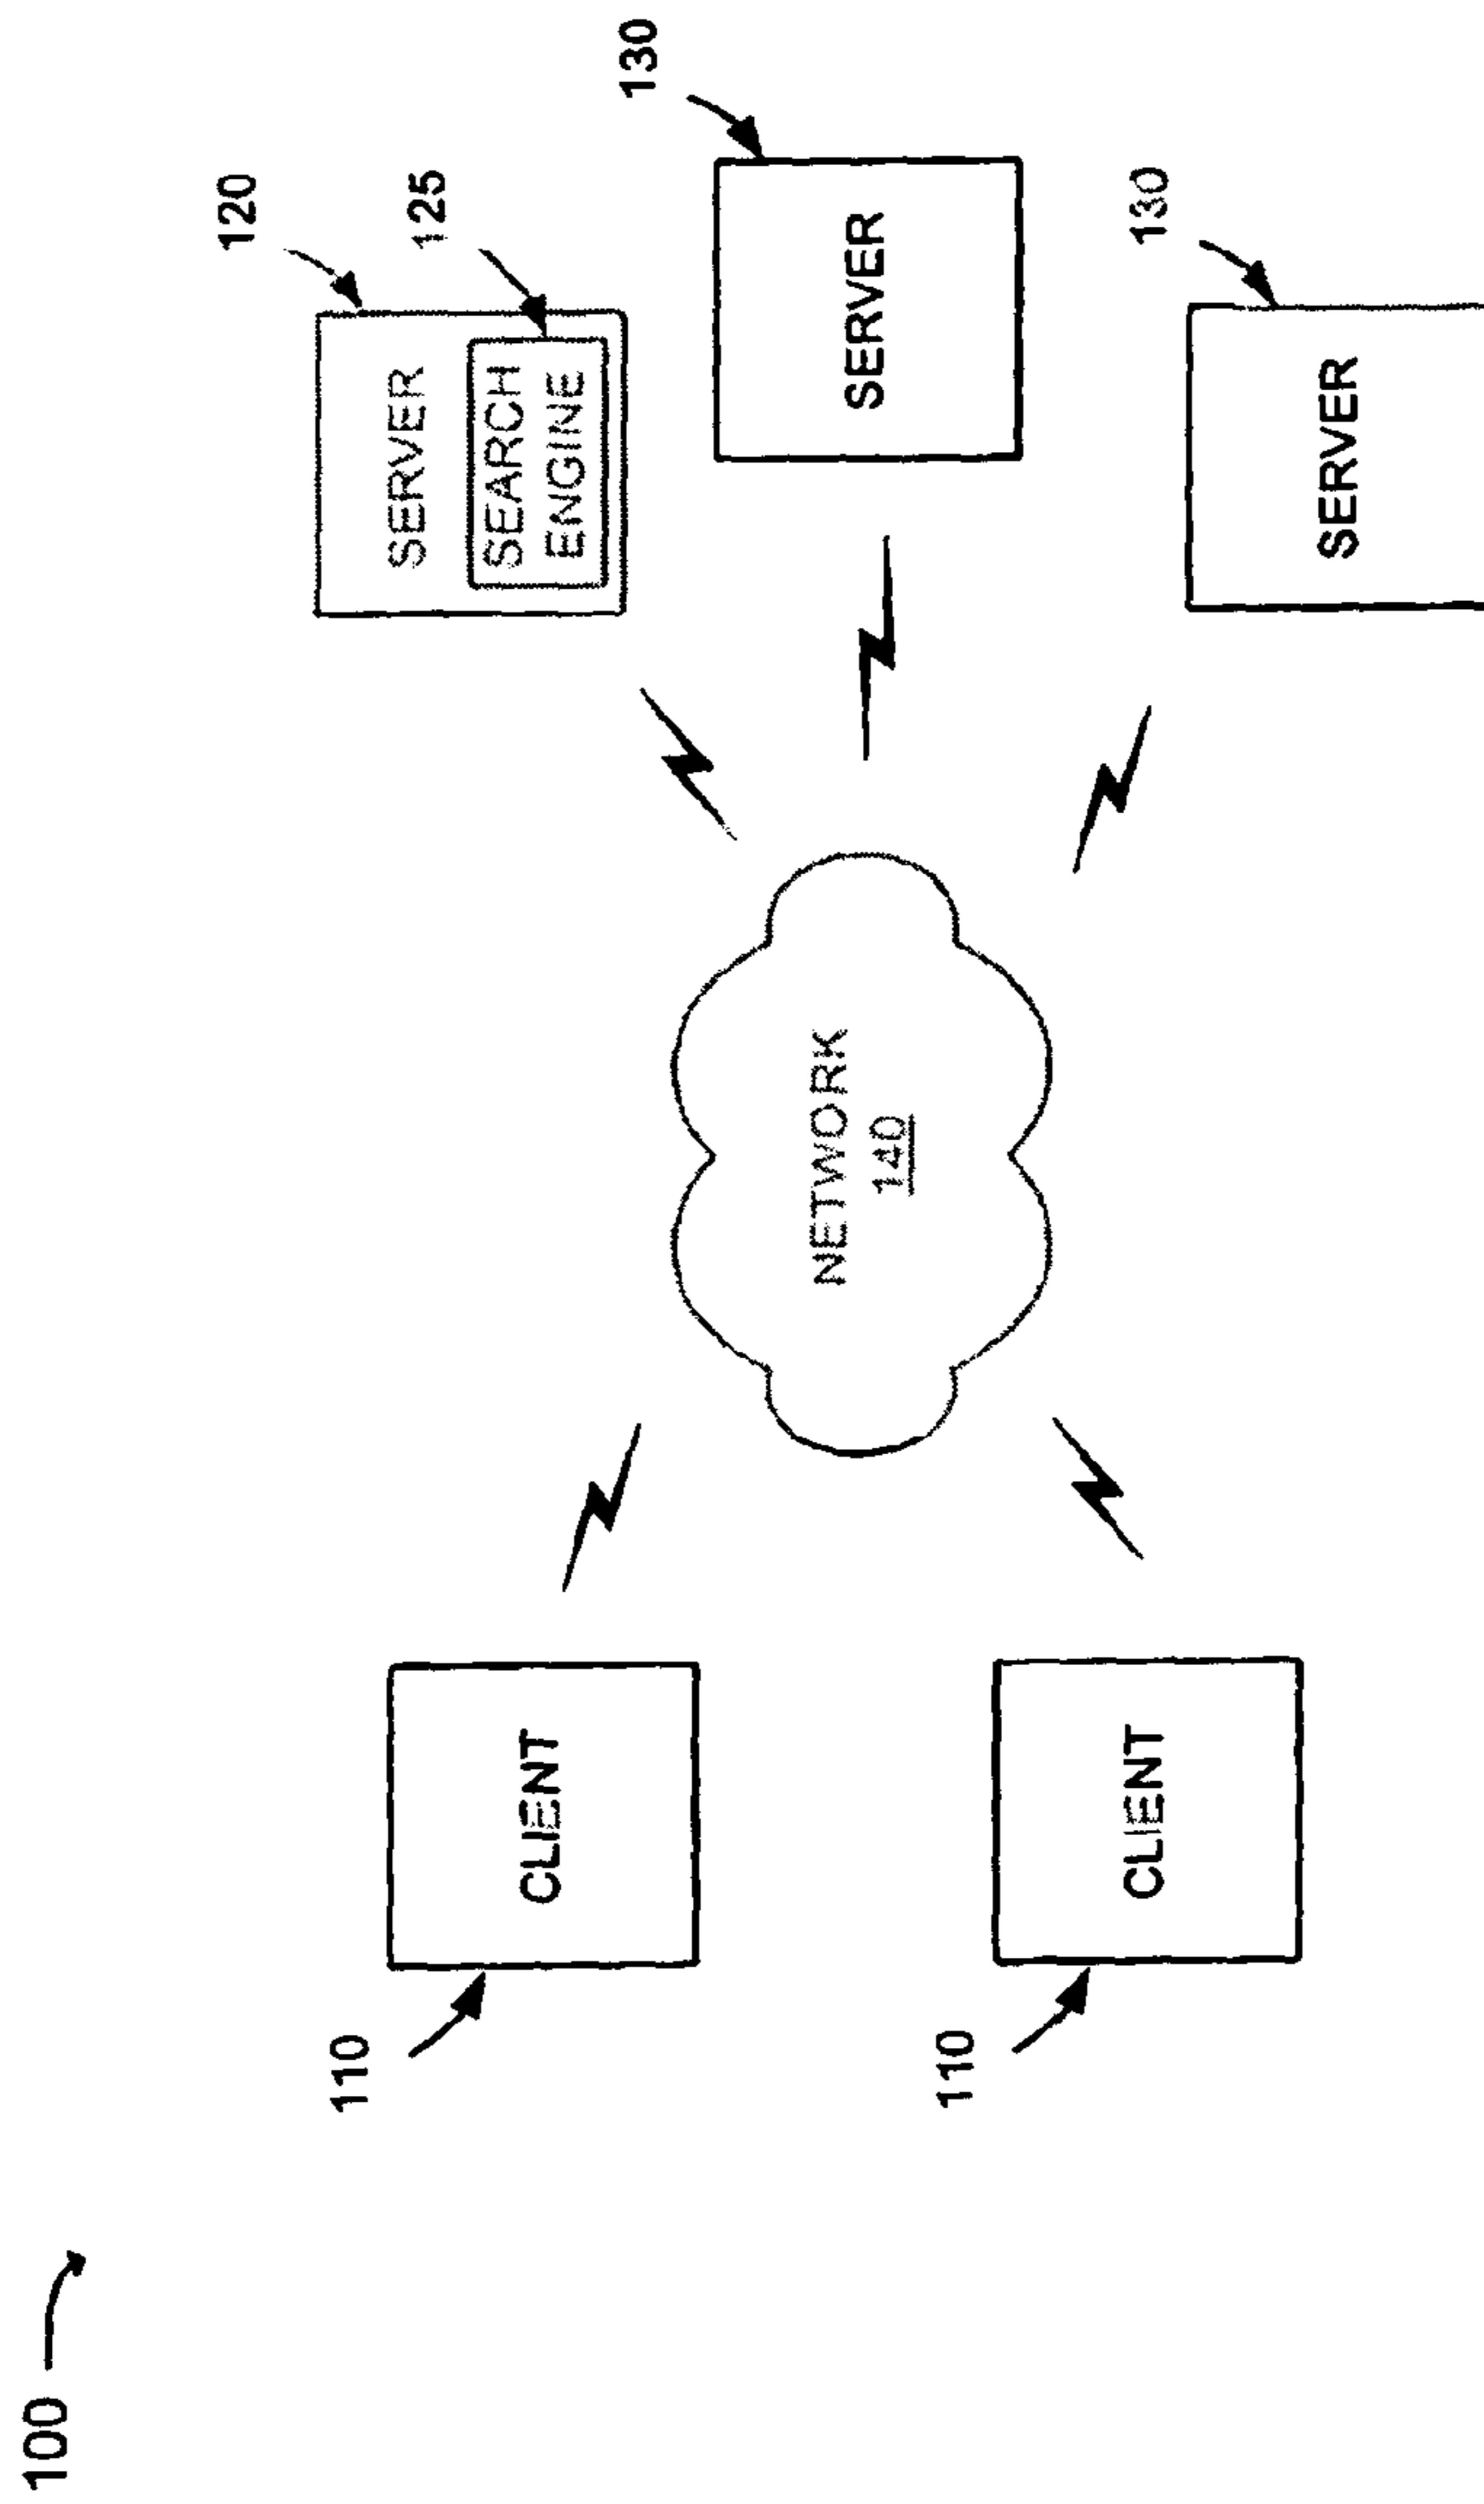 100
120
125
SERVER
SEARCH
ENGINE
130
SERVER
130
SERVER
NETWORK
140
110
CLIENT
110
CLIENT